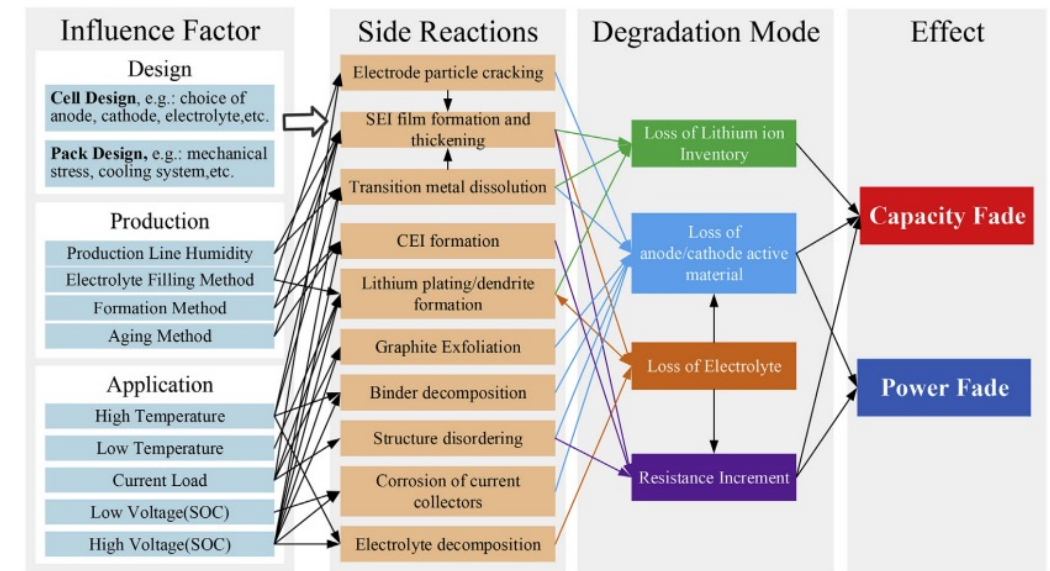 Influence Factor
Design
Cell Design, e.g.: choice of
anode, cathode, electrolyte,etc.
Pack Design, e.g.: mechanical
stress, cooling system,etc.
Production
Production Line Humidity
Electrolyte Filling Method
Formation Method
Aging Method
Application
High Temperature
Low Temperature
Current Load
Low Voltage(SOC)
High Voltage(SOC)
Side Reactions
Electrode particle cracking
SEI film formation and
thickening
Transition metal dissolution
CEI formation
Lithium plating/dendrite
formation
Graphite Exfoliation
Binder decomposition
Structure disordering
Corrosion of current
collectors
Electrolyte decomposition
Degradation Mode
Loss of Lithium ion
Inventory
Loss of
anode/cathode active
material
Loss of Electrolyte
Resistance Increment
Effect
Capacity Fade
Power Fade